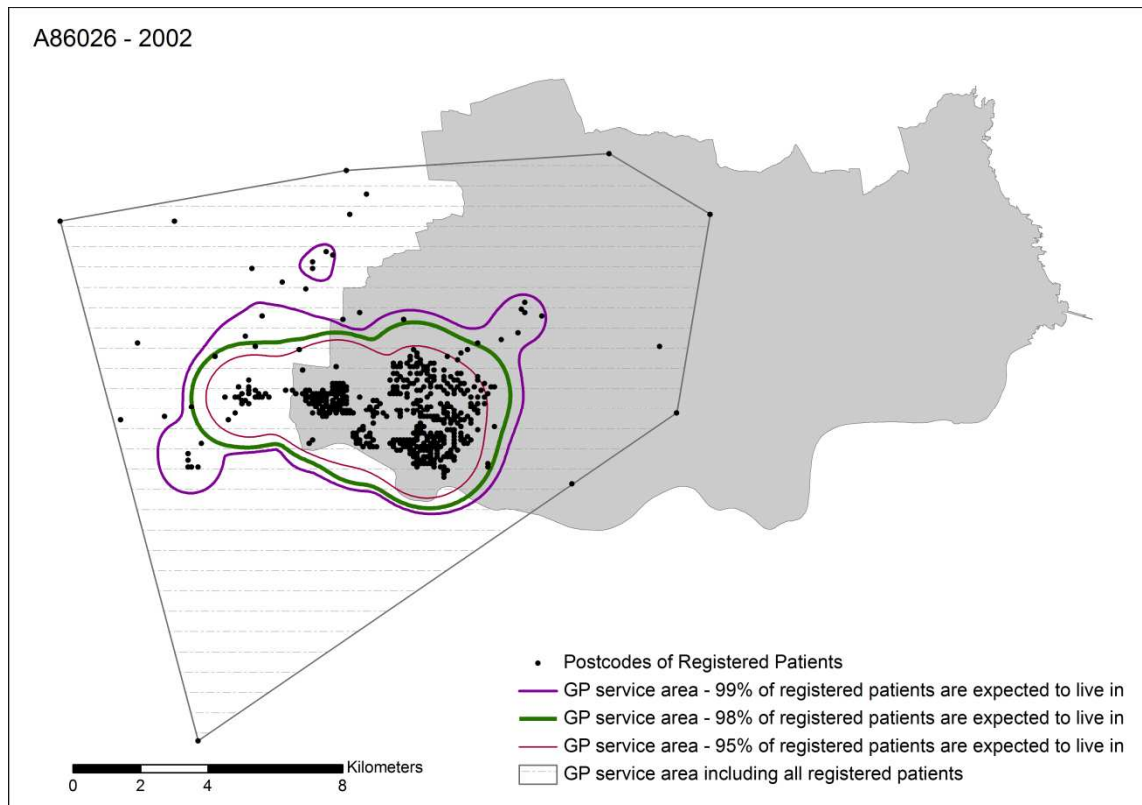 A86026 - 2002
Postcodes of Registered Patients
GP service area - 99% of registered patients are expected to live in
GP service area - 98% of registered patients are expected to live in
GP service area - 95% of registered patients are expected to live in
GP service area including all registered patients
Kilometers
0 2 4 8